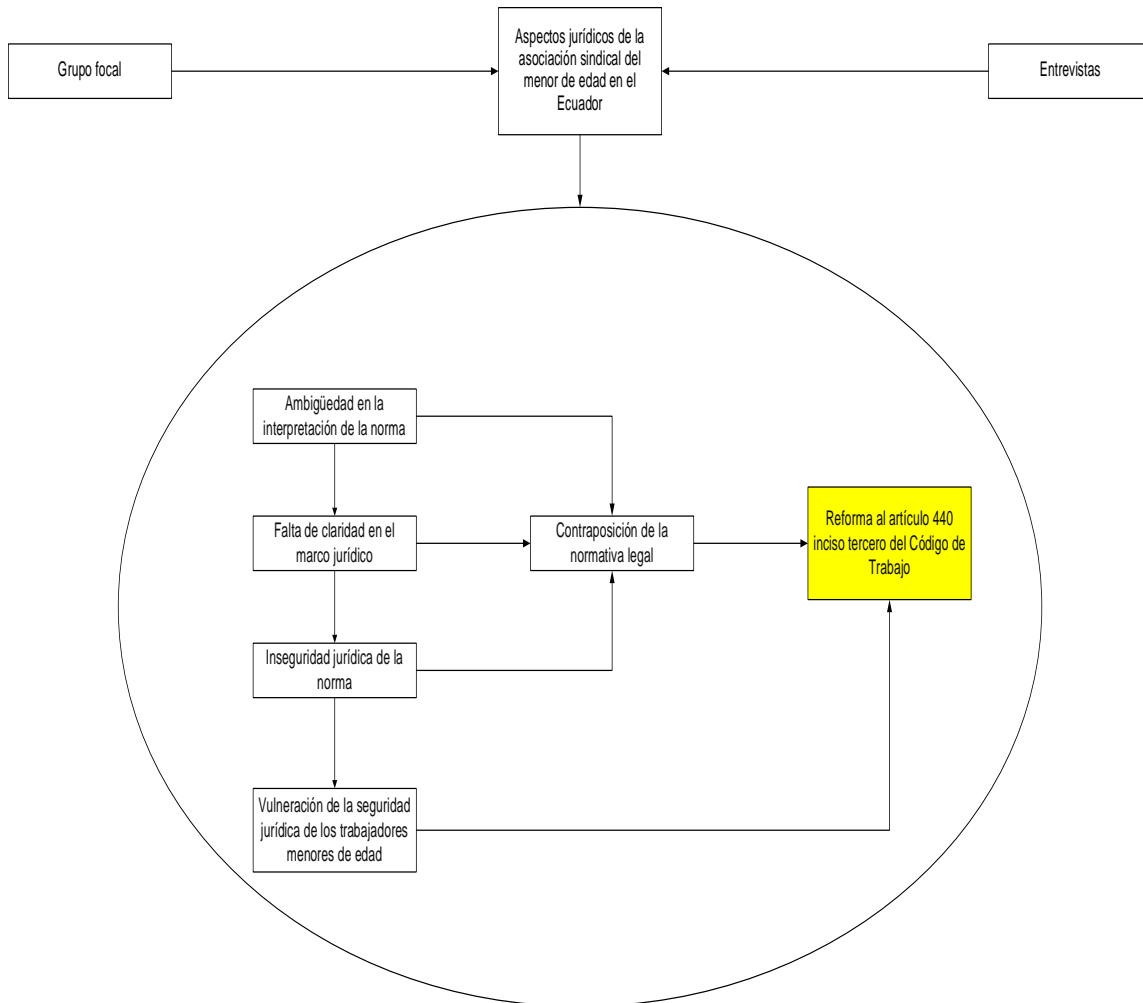 Grupo focal
Aspectos jurídicos de la
asociación sindical del
menor de edad en el
Ecuador
Entrevistas
Ambigüedad en la
interpretación de la norma
Falta de claridad en el
marco jurídico
Contraposición de la
normativa legal
Reforma al artículo 440
inciso tercero del Código de
Trabajo
Inseguridad jurídica de la
norma
Vulneración de la seguridad
jurídica de los trabajadores
menores de edad